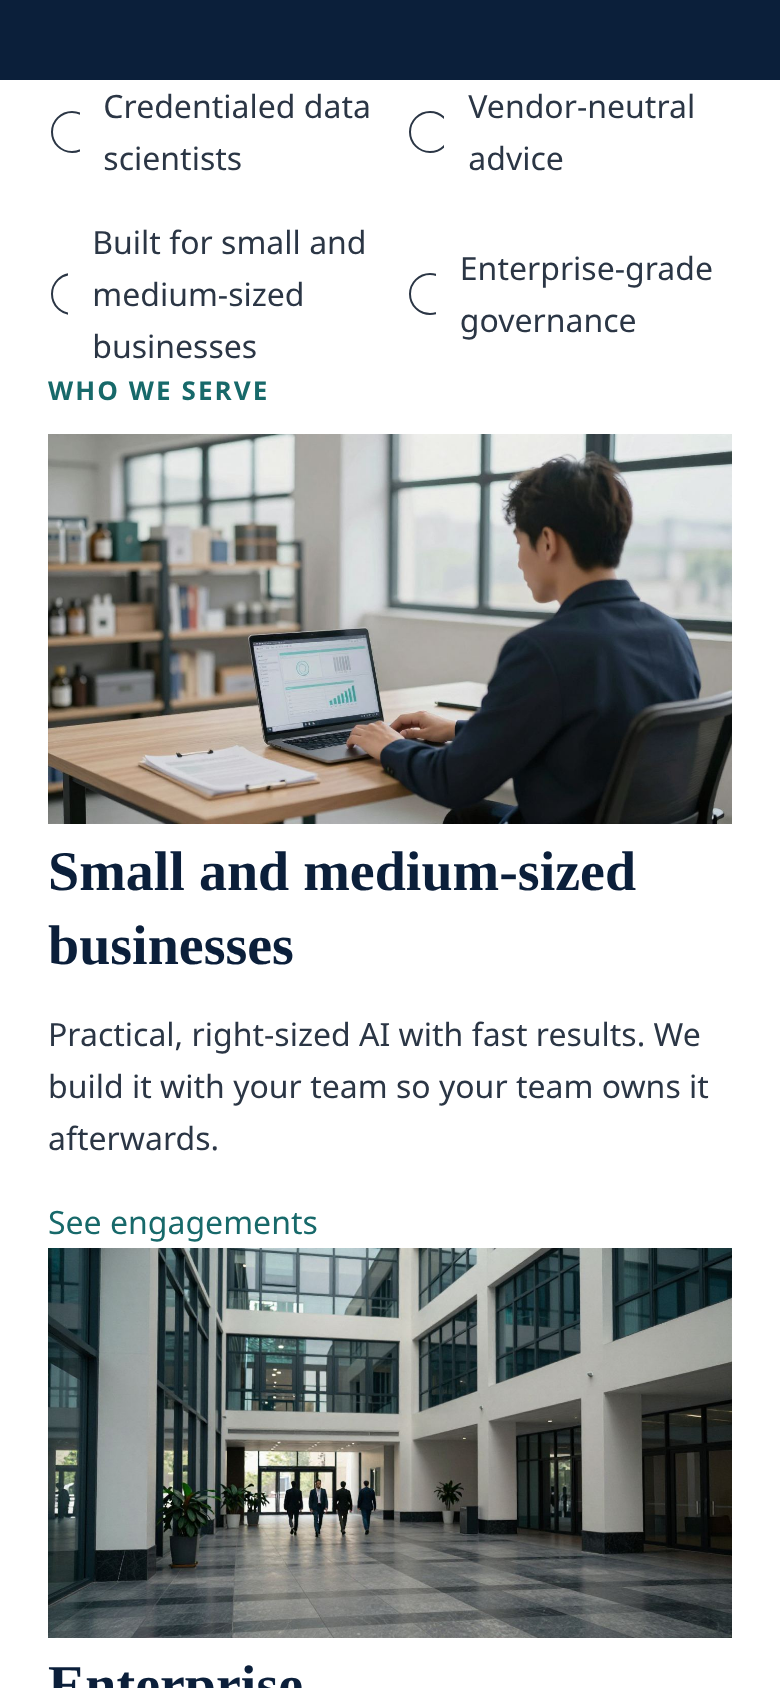 Credentialed data
scientists
Vendor-neutral
advice
Built for small and
medium-sized
businesses
Enterprise-grade
governance
WHO WE SERVE
Small and medium-sized
businesses
Practical, right-sized AI with fast results. We
build it with your team so your team owns it
afterwards.
See engagements
Enterprise